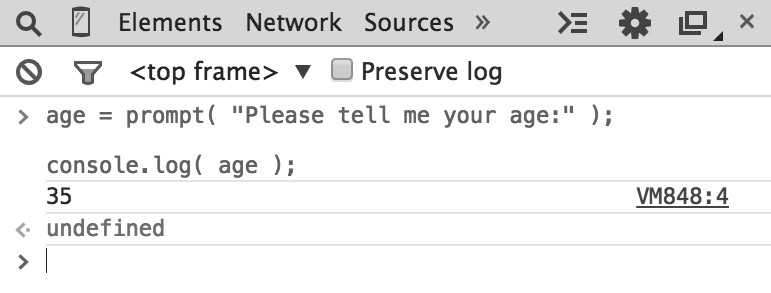 Elements Network Sources »
<top frame> ▼ Preserve log
> age = prompt( "Please tell me your age:" );
console.log( age );
35 VM848:4
undefined
>